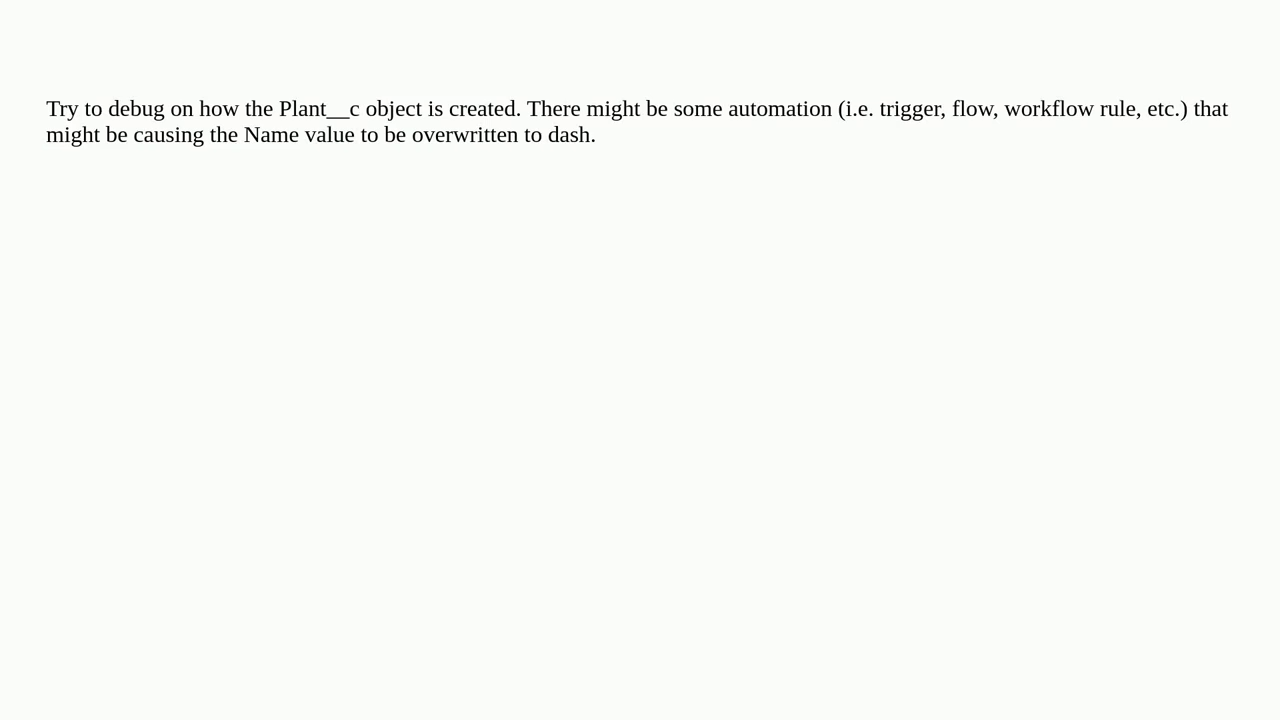 Try to debug on how the Plant__c object is created. There might be some automation (i.e. trigger, flow, workflow rule, etc.) that
might be causing the Name value to be overwritten to dash.